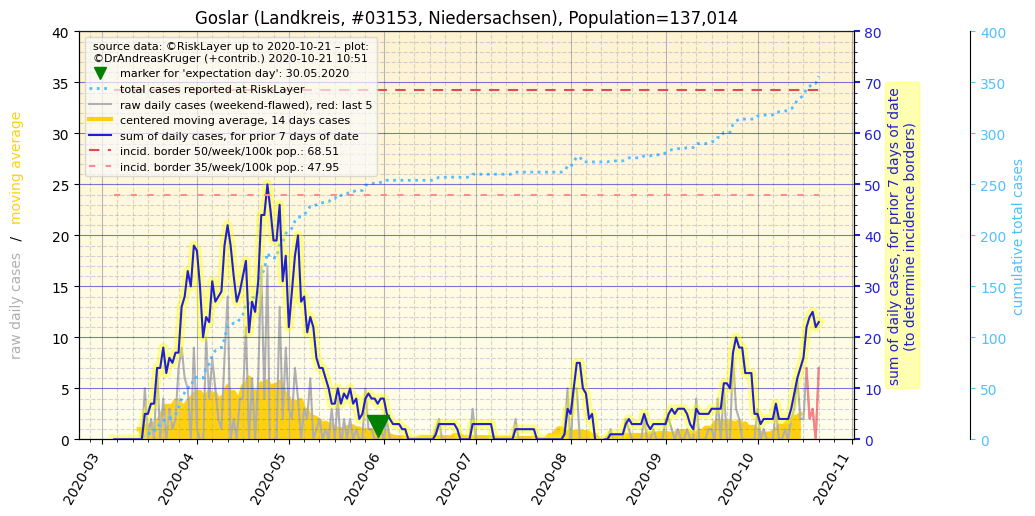 Goslar (Landkreis, #03153, Niedersachsen), Population=137,014
source data: ©RiskLayer up to 2020-10-21 – plot:
©DrAndreasKruger (+contrib.) 2020-10-21 10:51
marker for 'expectation day': 30.05.2020
total cases reported at RiskLayer
raw daily cases (weekend-flawed), red: last 5
centered moving average, 14 days cases
sum of daily cases, for prior 7 days of date
incid. border 50/week/100k pop.: 68.51
incid. border 35/week/100k pop.: 47.95
raw daily cases / moving average
40
35
30
25
20
15
10
5
0
80
70
60
50
40
30
20
10
0
sum of daily cases, for prior 7 days of date
(to determine incidence borders)
400
350
300
250
200
150
100
50
0
cumulative total cases
2020-03
2020-04
2020-05
2020-06
2020-07
2020-08
2020-09
2020-10
2020-11